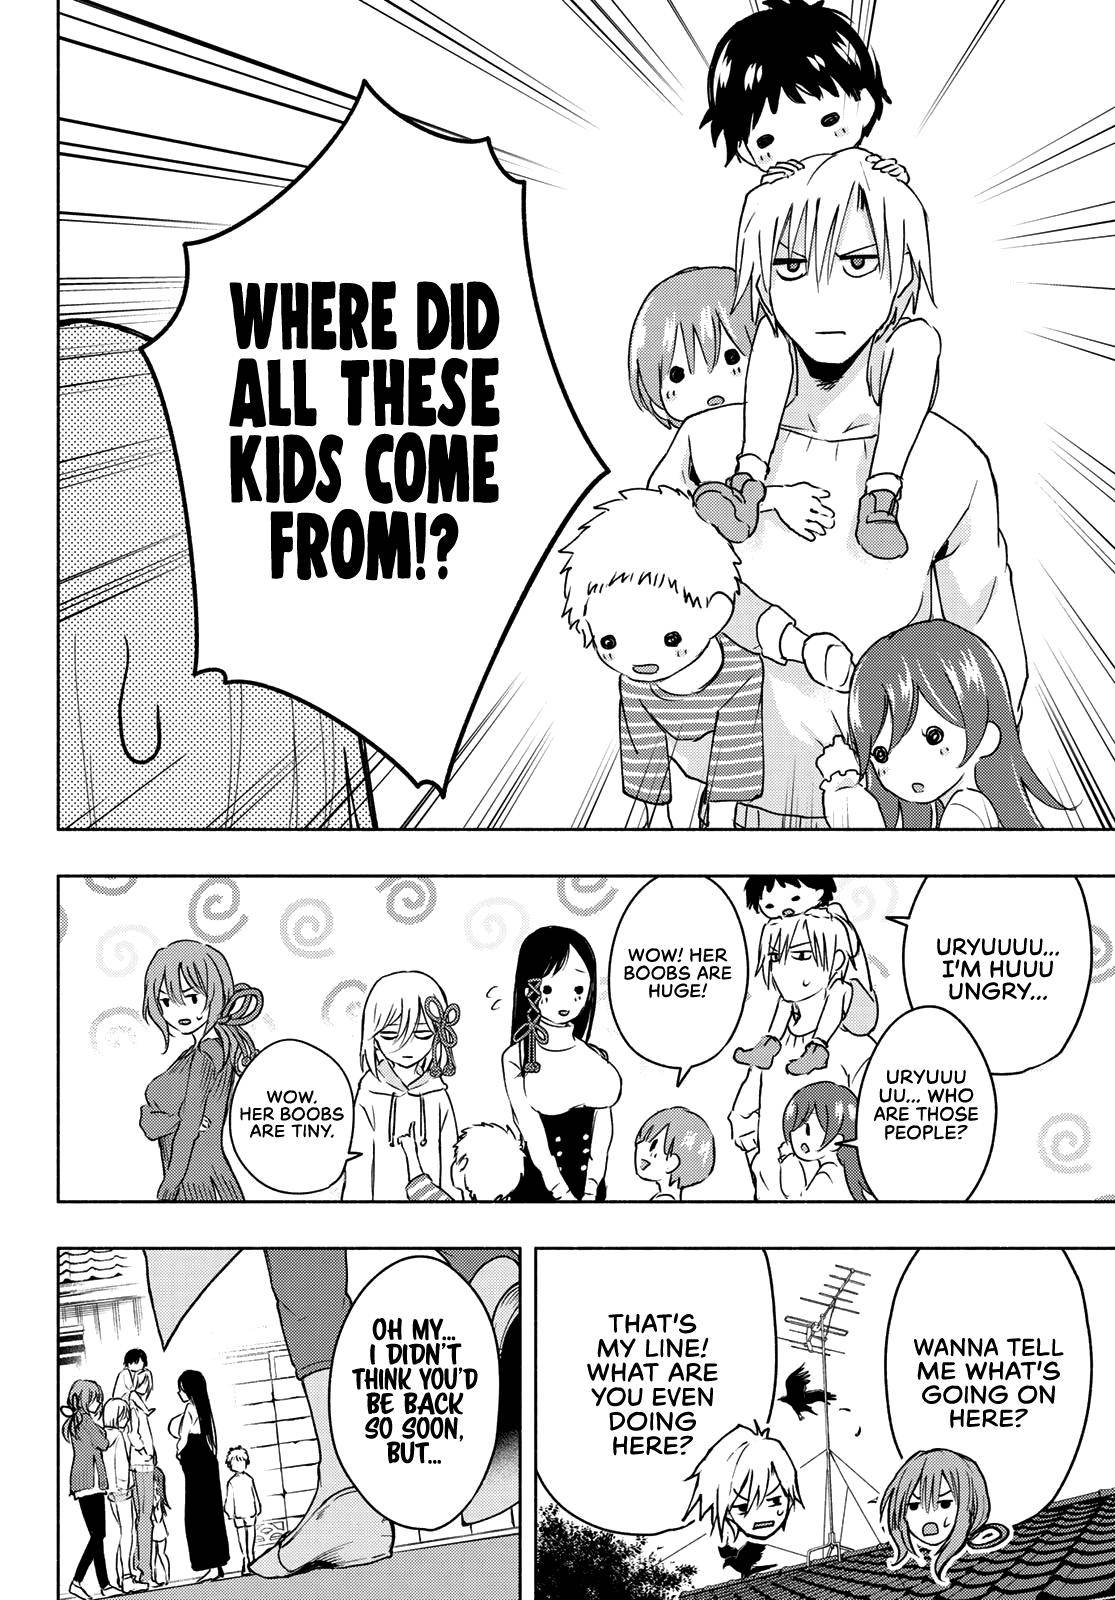 WHERE DID
ALL THESE
KIDS COME
FROM!?
URYUUUU...
I'M HUUU
UNGRY...
URYUUU
UU... WHO
ARE THOSE
PEOPLE?
WOW! HER
BOOBS ARE
HUGE!
WOW.
HER BOOBS
ARE TINY.
WANNA TELL
ME WHAT'S
GOING ON
HERE?
THAT'S
MY LINE!
WHAT ARE
YOU EVEN
DOING
HERE?
OH MY...
I DIDN'T
THINK YOU'D
BE BACK
SO SOON,
BUT...